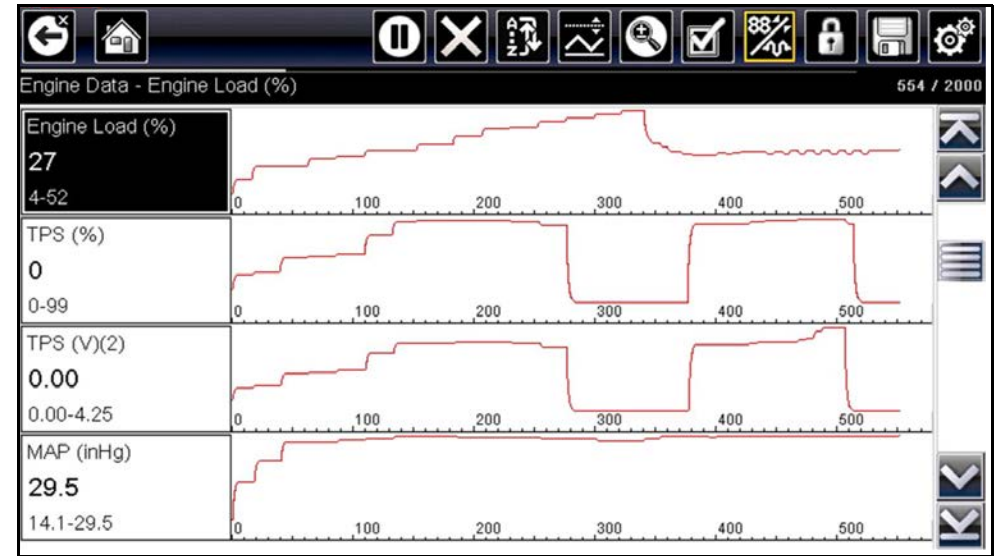 A
z
88
Engine Data - Engine Load (%)
554 / 2000
Engine Load (%)
27
4-52
0 100 200 300 400 500
TPS (%)
0
0-99
0 100 200 300 400 500
TPS (V)(2)
0.00
0.00-4.25
0 100 200 300 400 500
MAP (inHg)
29.5
14.1-29.5
0 100 200 300 400 500